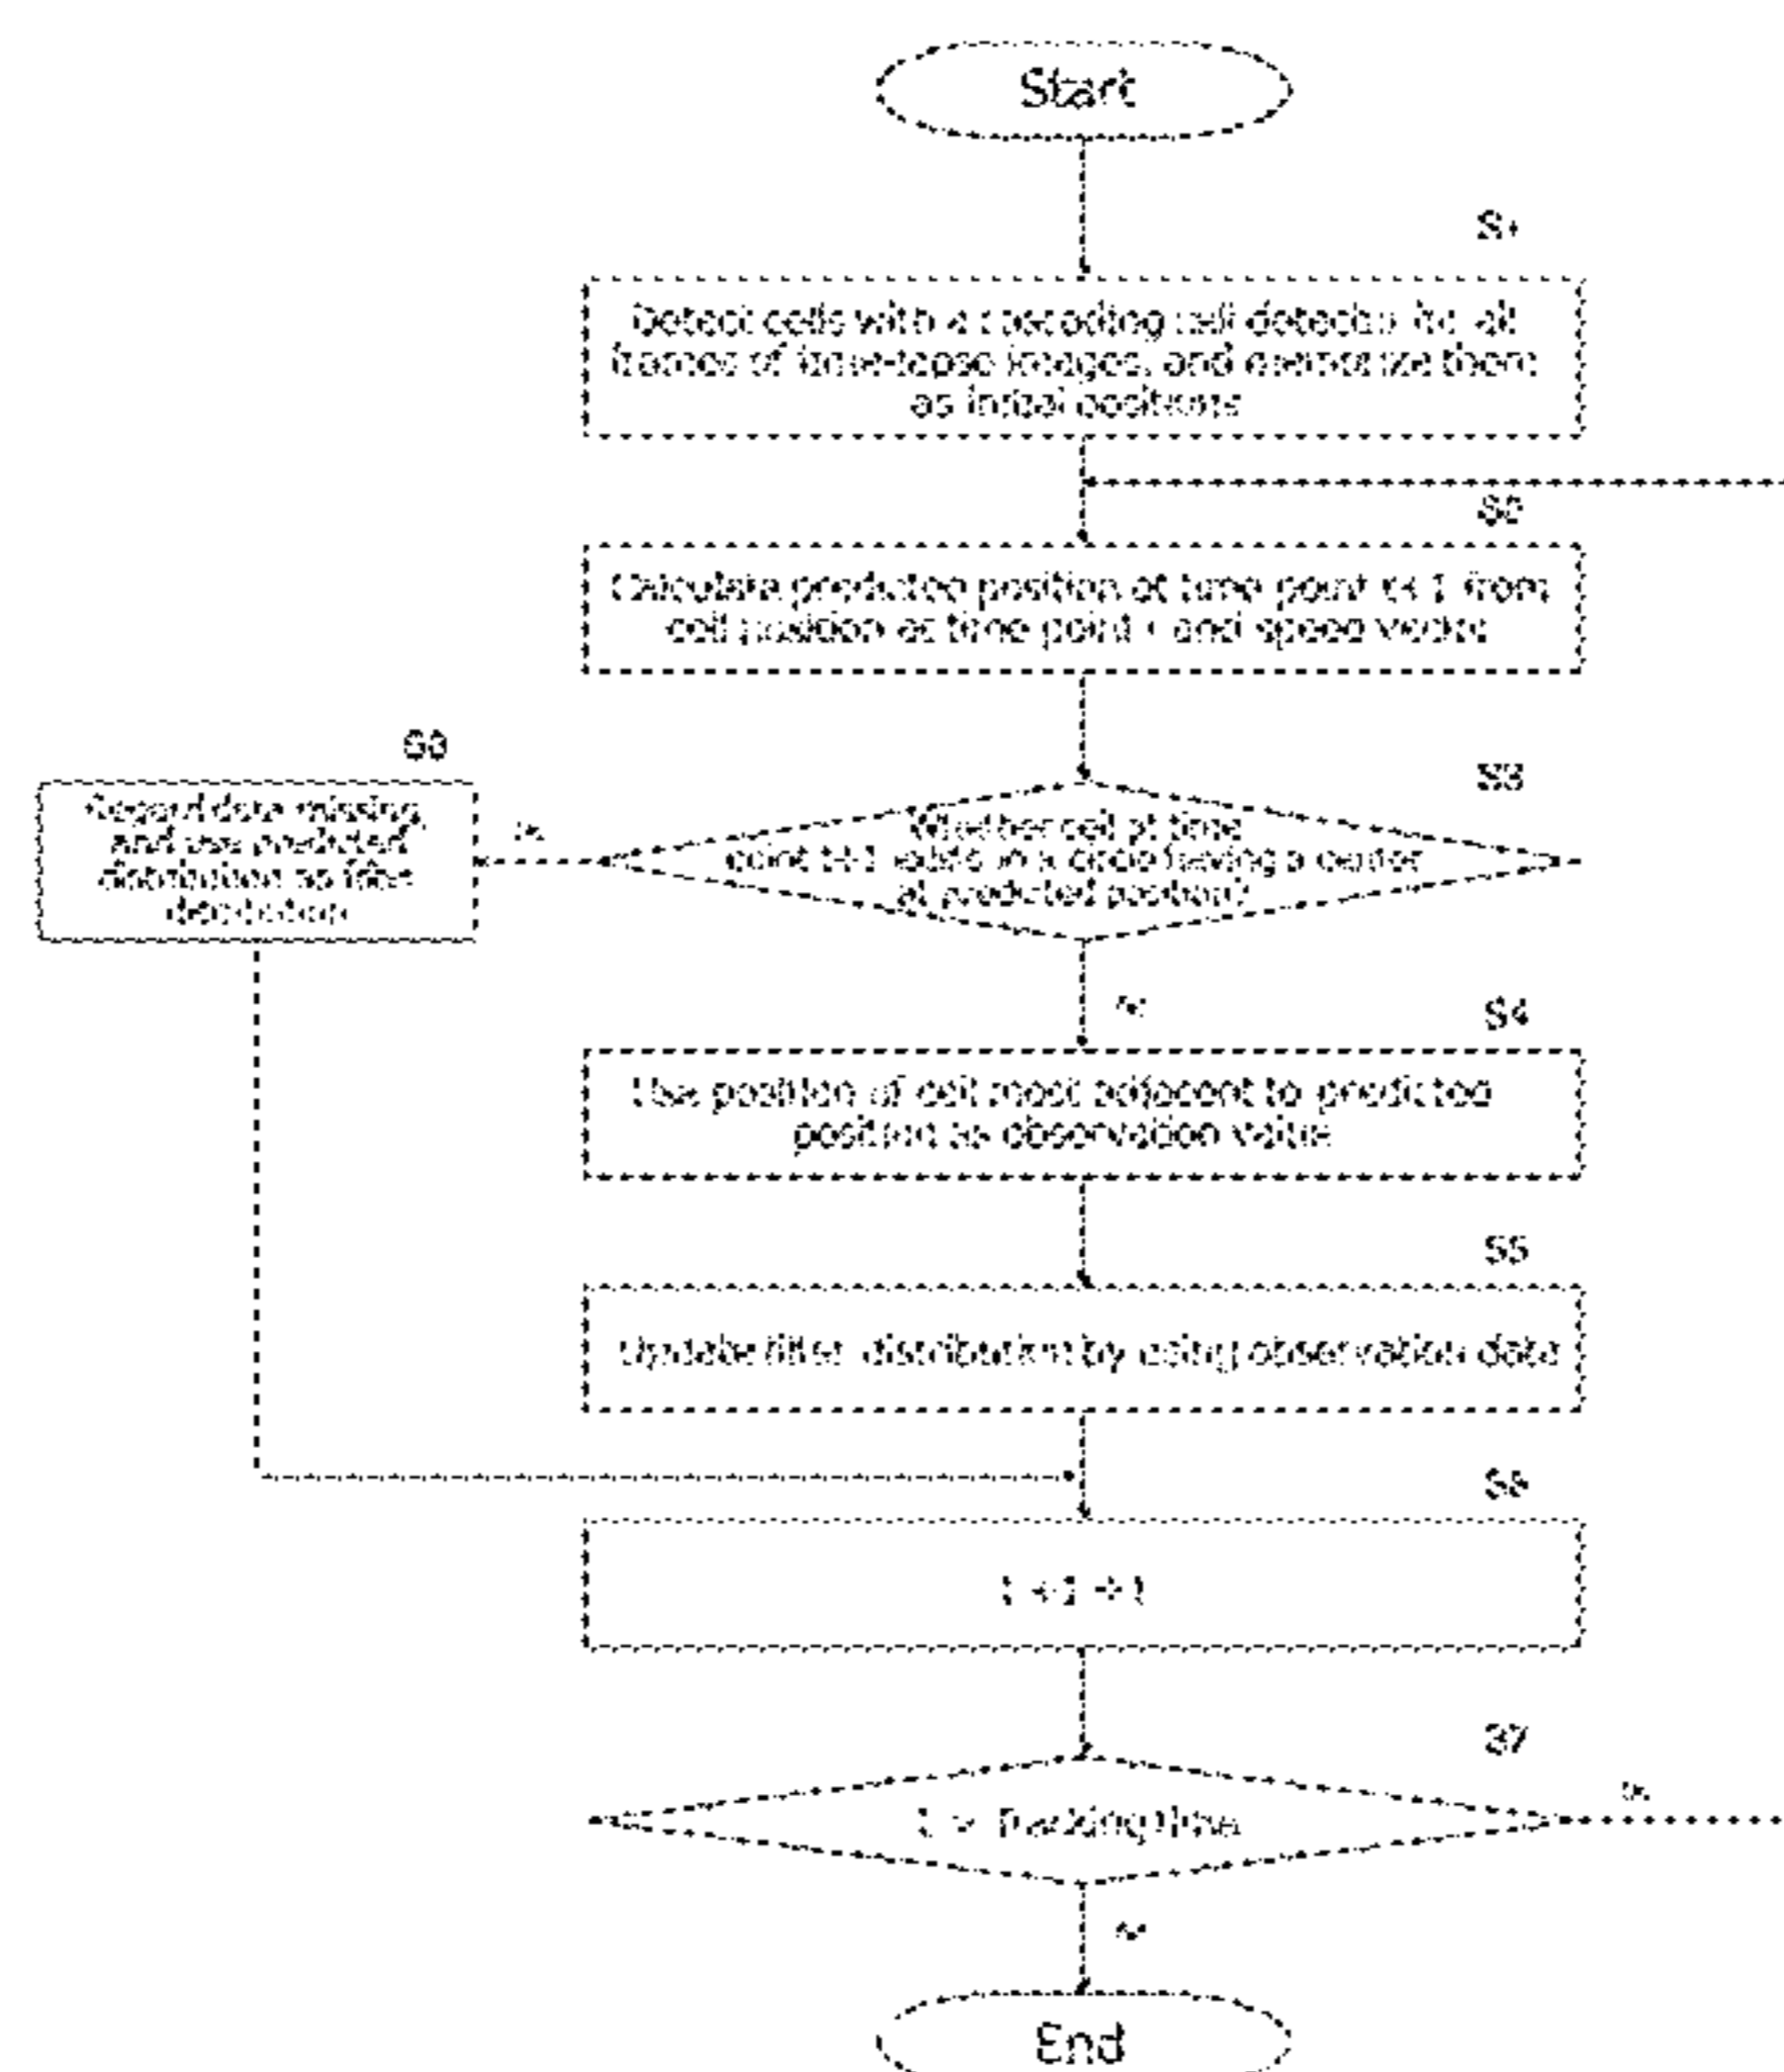 Start
S1
Detect cells with a cascading cell detector for all
frames of time-lapse images, and memorize them
as initial positions
S2
Calculate predicted position at time point t+1 from
cell position at time point t and speed vector
S3
Whether cell at time
point t+1 exists in a circle having a center
at predicted position?
Regard data missing,
and use predicted
distribution as filter
S4
Use position of cell most adjacent to predicted
position as observation value
S5
Update filter distribution by using observation data
t +1 → t
S7
t > Tracking time
End